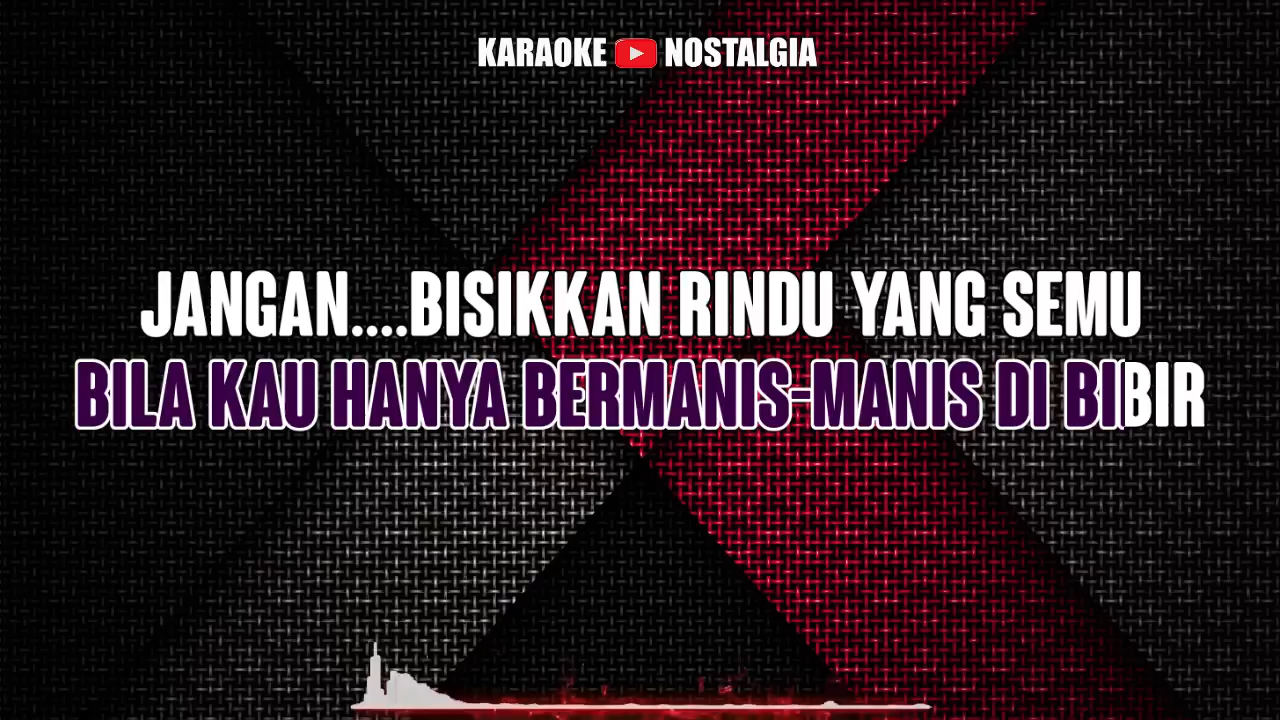 KARAOKE NOSTALGIA
JANGAN....BISIKKAN RINDU YANG SEMU
BILA KAU HANYA BERMANIS-MANIS DI BIBIR